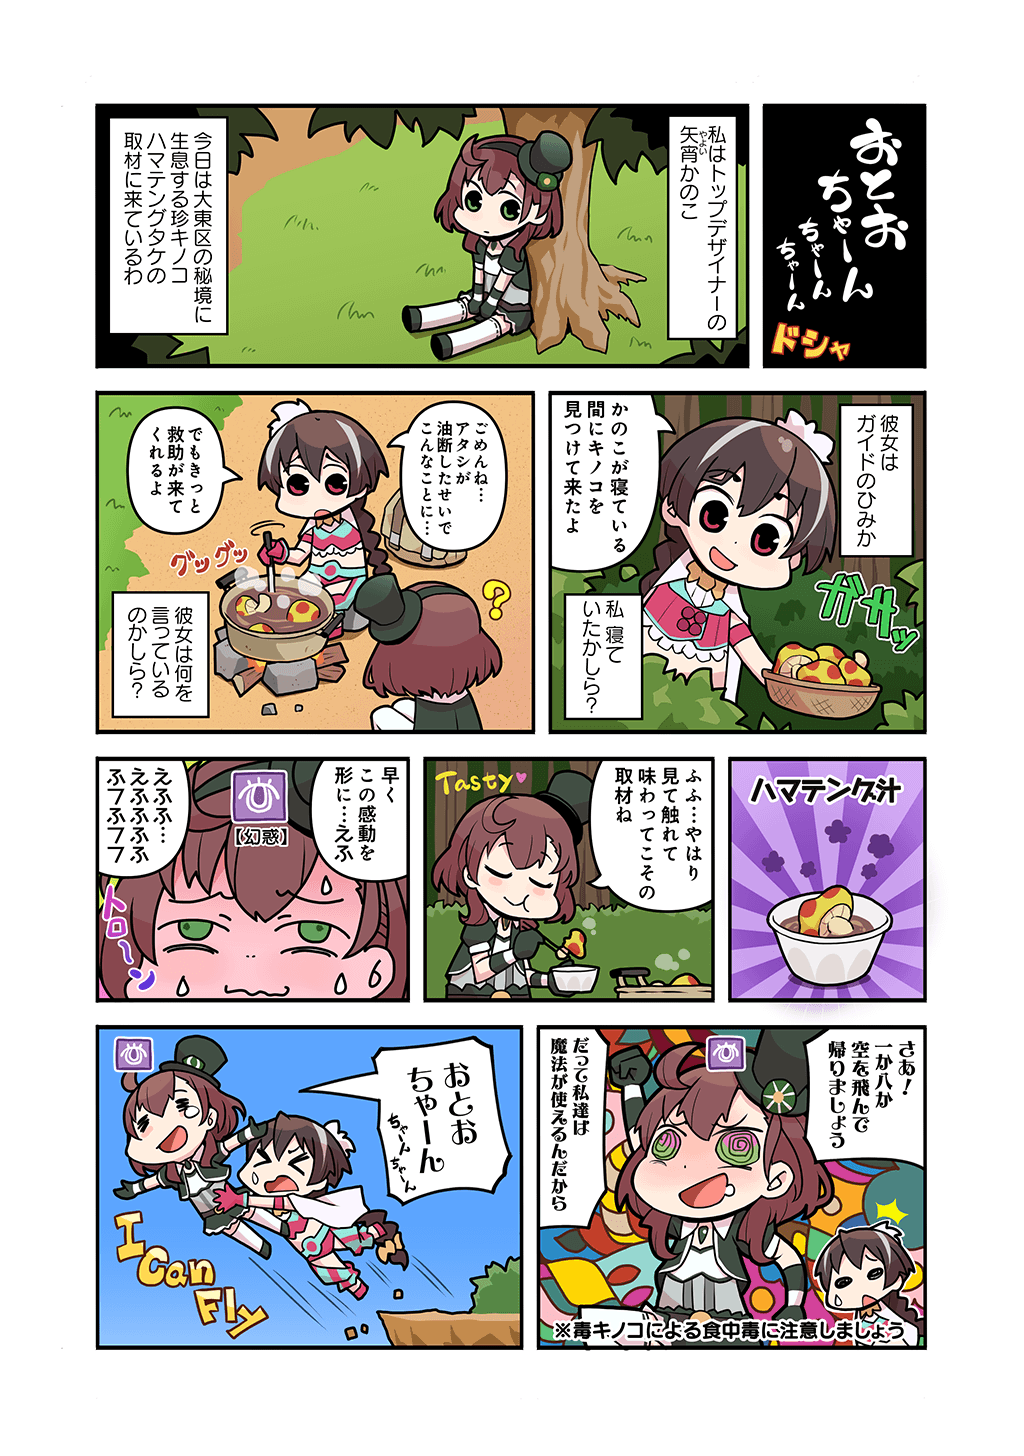 おとお
ちゃーん
ちゃーん
ちゃーん
ドシャ
私はトップデザイナーの
矢宵かのこ
やよい
今日は大東区の秘境に
生息する珍キノコ
ハマテングタケの
取材に来ているわ
彼女は
ガイドのひみか
かのこが寝ている
間にキノコを
見つけて来たよ
ガサッ
私 寝て
いたかしら?
ごめんね…
アタシが
油断したせいで
こんなことに…
でもきっと
救助が来て
くれるよ
グッグッ
?
彼女は何を
言っている
のかしら?
ハマテング汁
ふふ…やはり
見て触れて
味わってこその
取材ね
Tasty♥
早く
この感動を
形に…えふ
【幻惑】
えふふ…
えふふふふ
ふフふフフ
トロ〜ン
さあ!
一か八か
空を飛んで
帰りましょう
だって私達は
魔法が使えるんだから
※毒キノコによる食中毒に注意しましょう
おとお
ちゃーん
ちゃーんちゃーん
I
Can
Fly